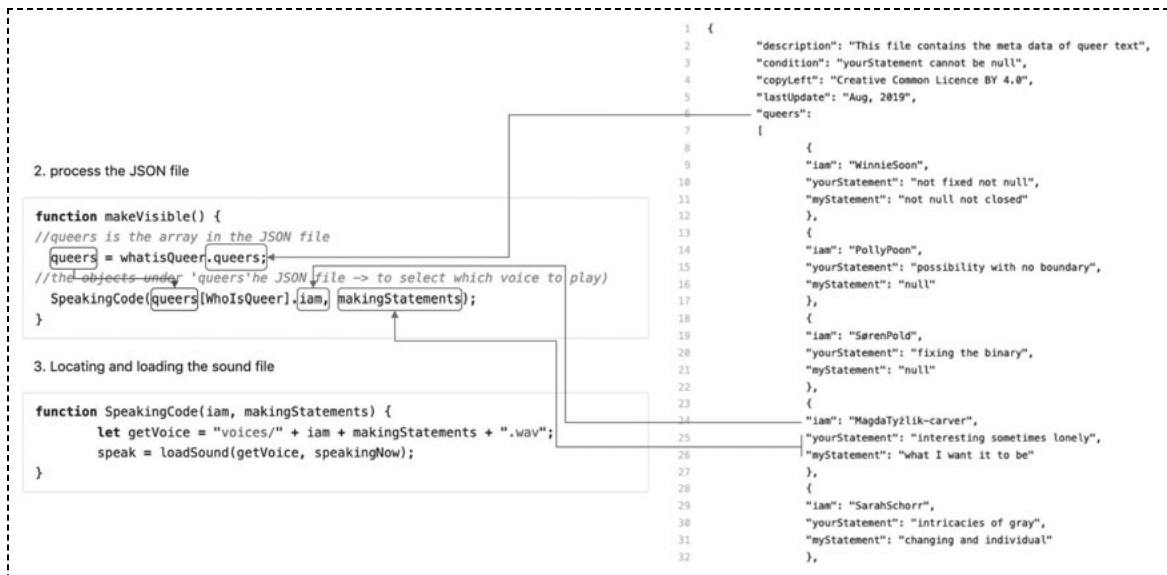 2. process the JSON file
function makeVisible() {
//queers is the array in the JSON file
queers = whatisQueer.queers;
//the objects under 'queers'he JSON file -> to select which voice to play)
SpeakingCode(queers[WhoIsQueer].iam, makingStatements);
}
3. Locating and loading the sound file
function SpeakingCode(iam, makingStatements) {
let getVoice = "voices/" + iam + makingStatements + ".wav";
speak = loadSound(getVoice, speakingNow);
}
1 {
2 "description": "This file contains the meta data of queer text",
3 "condition": "yourStatement cannot be null",
4 "copyLeft": "Creative Common Licence BY 4.0",
5 "lastUpdate": "Aug, 2019",
6 "queers":
7 [
8 {
9 "iam": "WinnieSoon",
10 "yourStatement": "not fixed not null",
11 "myStatement": "not null not closed"
12 },
13 {
14 "iam": "PollyPoon",
15 "yourStatement": "possibility with no boundary",
16 "myStatement": "null"
17 },
18 {
19 "iam": "SørenPold",
20 "yourStatement": "fixing the binary",
21 "myStatement": "null"
22 },
23 {
24 "iam": "MagdaTyżlik-carver",
25 "yourStatement": "interesting sometimes lonely",
26 "myStatement": "what I want it to be"
27 },
28 {
29 "iam": "SarahSchorr",
30 "yourStatement": "intricacies of gray",
31 "myStatement": "changing and individual"
32 },